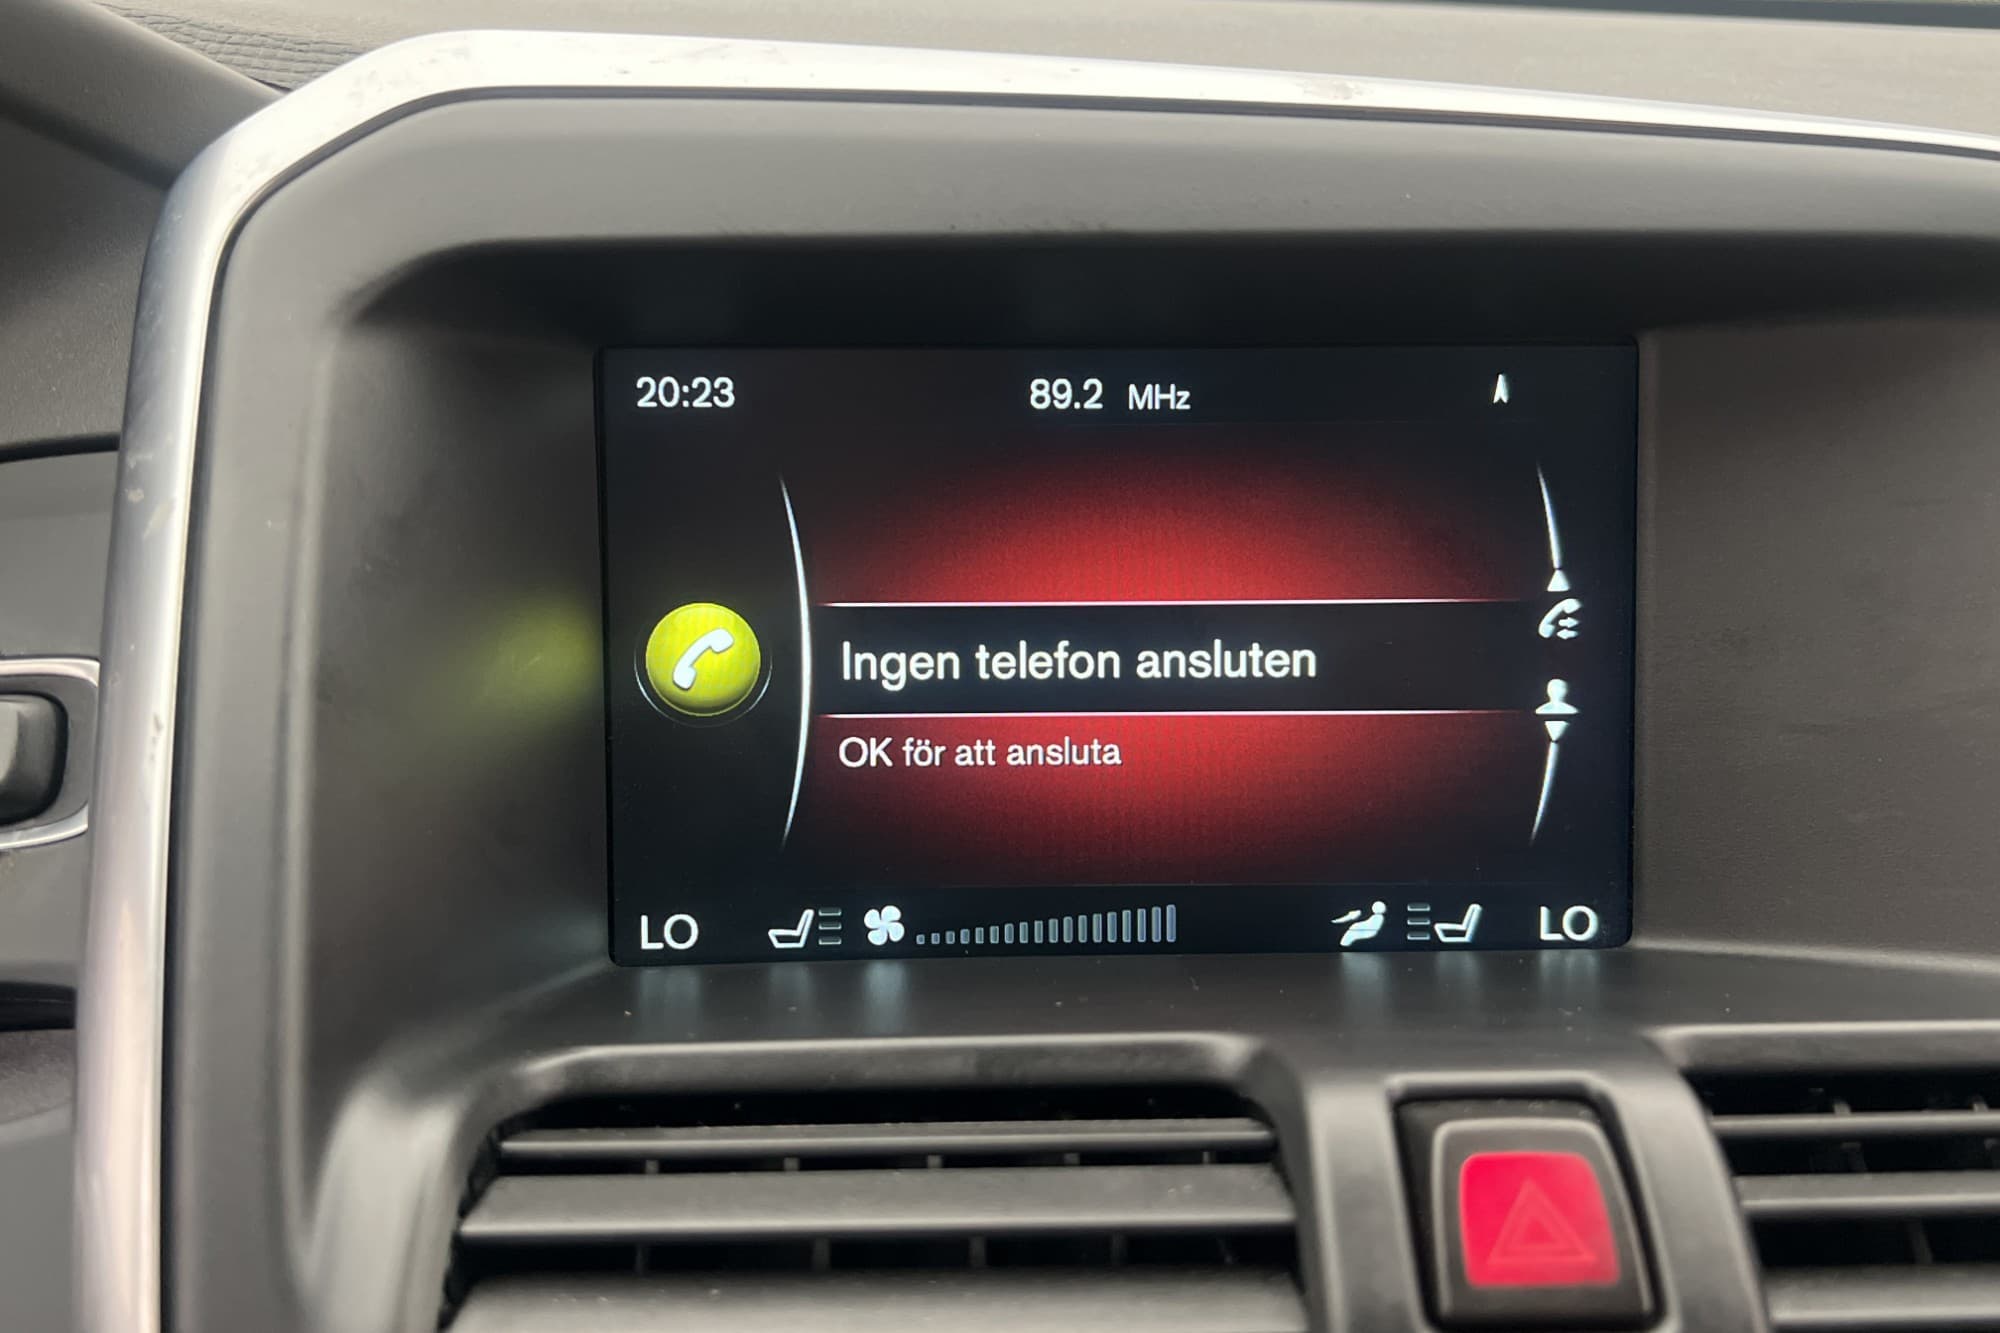 20:23 89.2 MHz
Ingen telefon ansluten
OK för att ansluta
LO LO